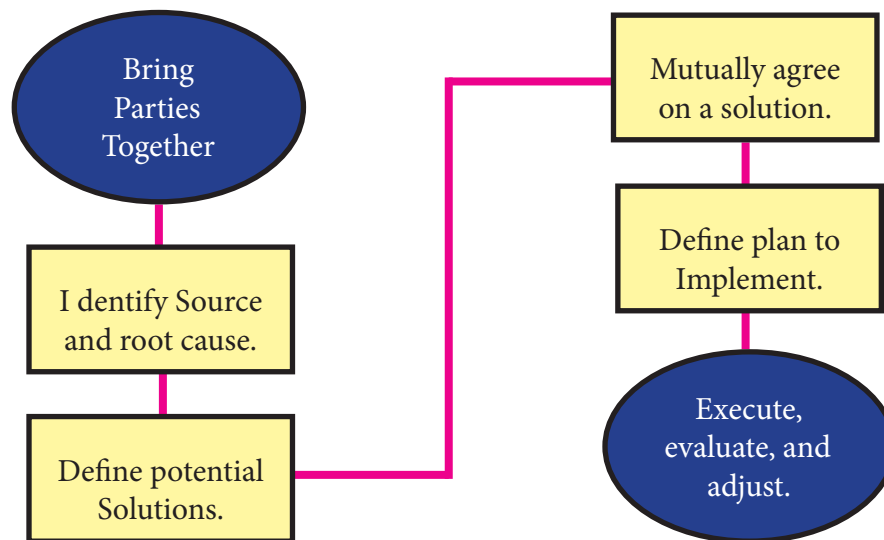 Bring
Parties
Together
I dentify Source
and root cause.
Define potential
Solutions.
Mutually agree
on a solution.
Define plan to
Implement.
Execute,
evaluate, and
adjust.